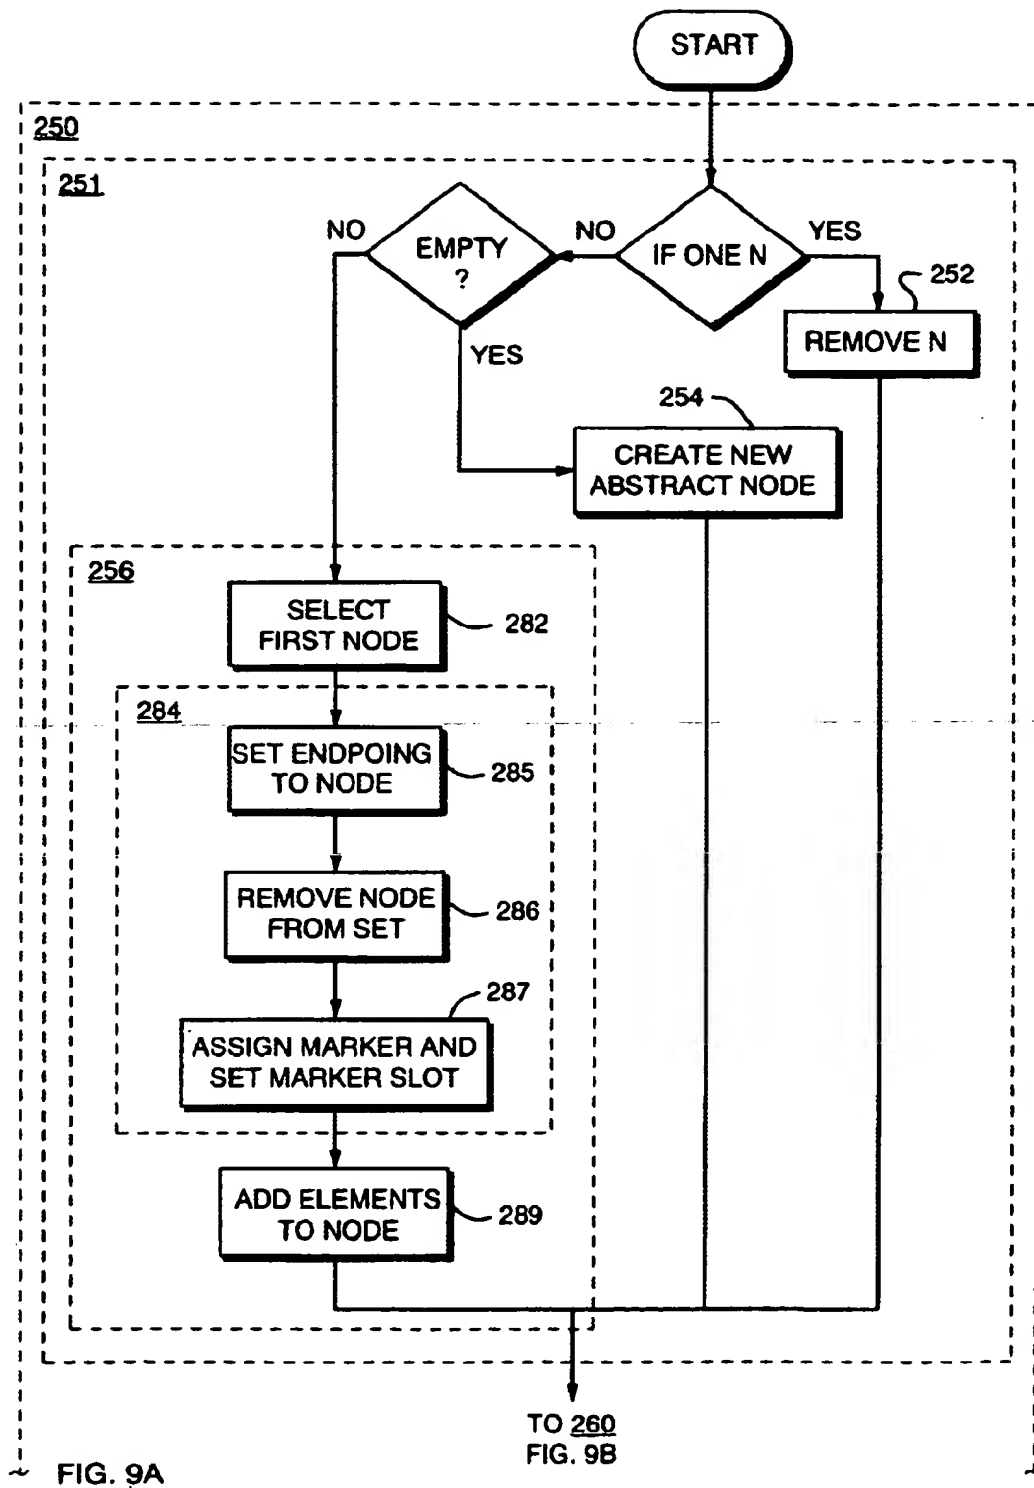 START
250
251
NO
EMPTY
?
NO
IF ONE N
YES
252
REMOVE N
YES
254
CREATE NEW
ABSTRACT NODE
256
SELECT
FIRST NODE
282
284
SET ENDPOING
TO NODE
285
REMOVE NODE
FROM SET
286
287
ASSIGN MARKER AND
SET MARKER SLOT
ADD ELEMENTS
TO NODE
289
TO 260
FIG. 9B
FIG. 9A